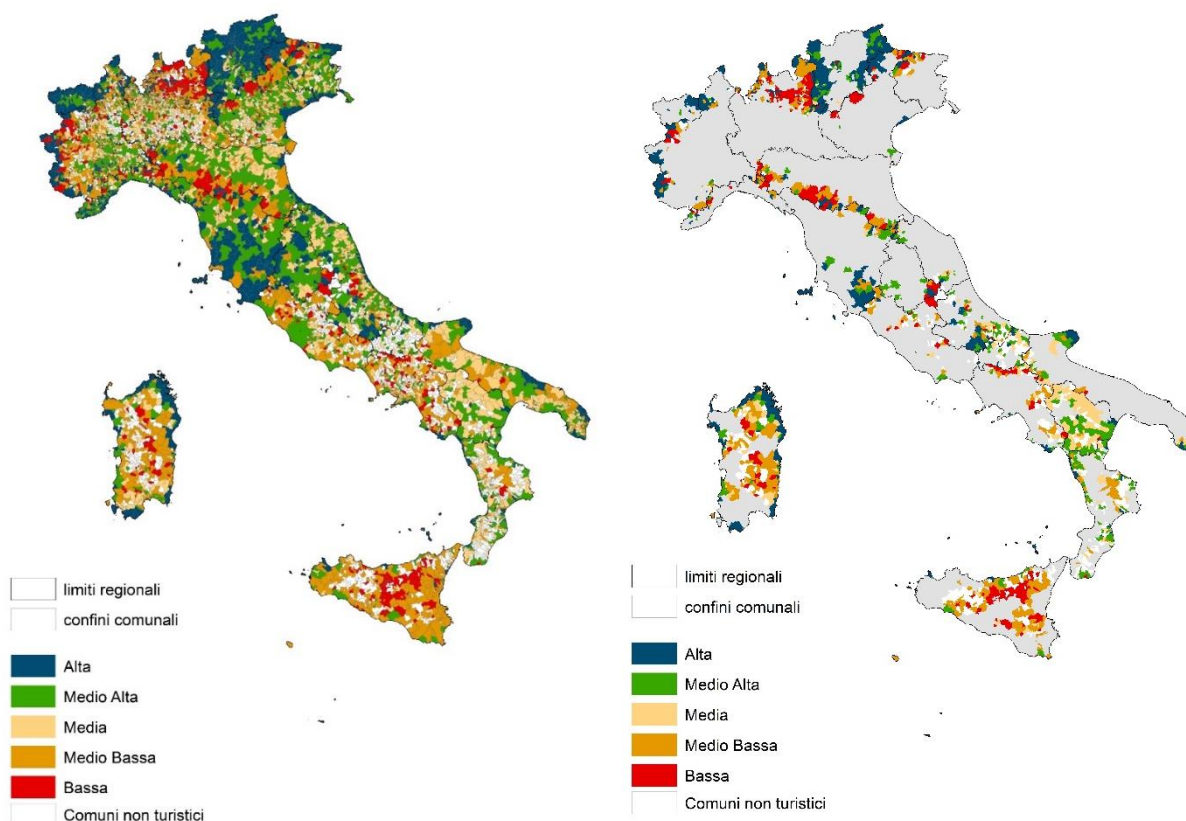 limiti regionali
confini comunali
Alta
Medio Alta
Media
Medio Bassa
Bassa
Comuni non turistici
limiti regionali
confini comunali
Alta
Medio Alta
Media
Medio Bassa
Bassa
Comuni non turistici